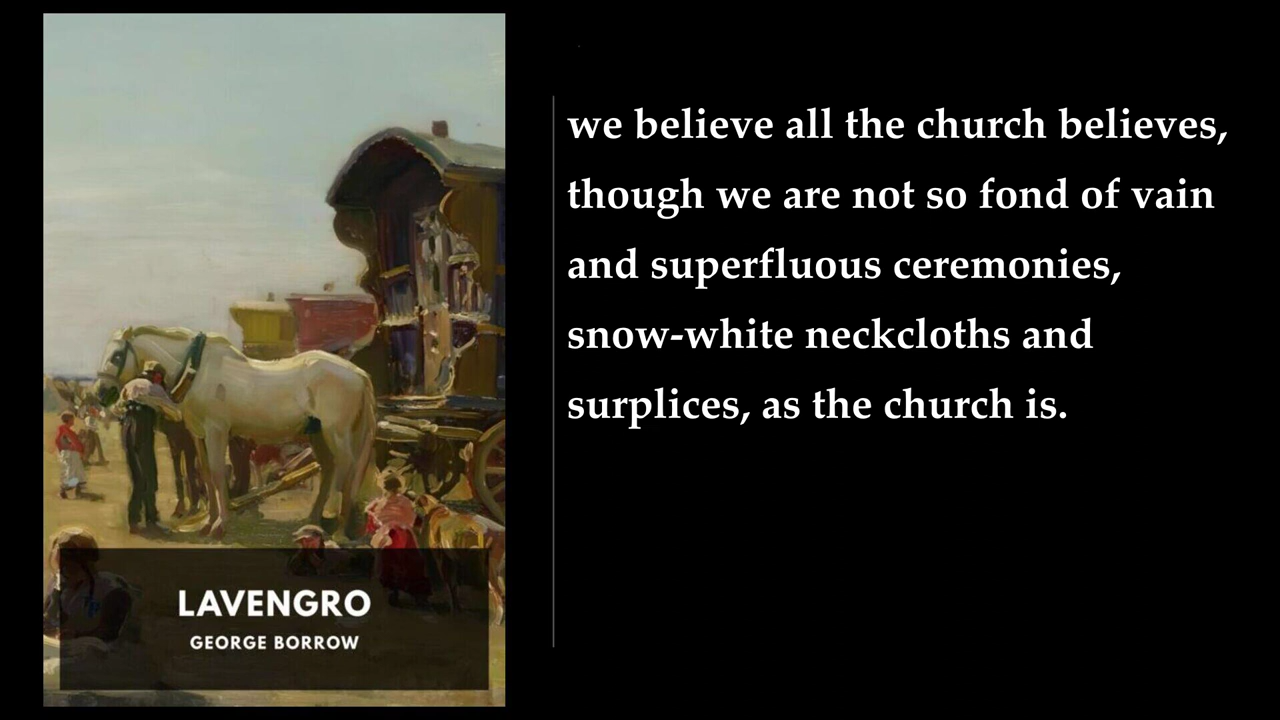 we believe all the church believes,
though we are not so fond of vain
and superfluous ceremonies,
snow-white neckcloths and
surplices, as the church is.
LAVENGRO
GEORGE BORROW